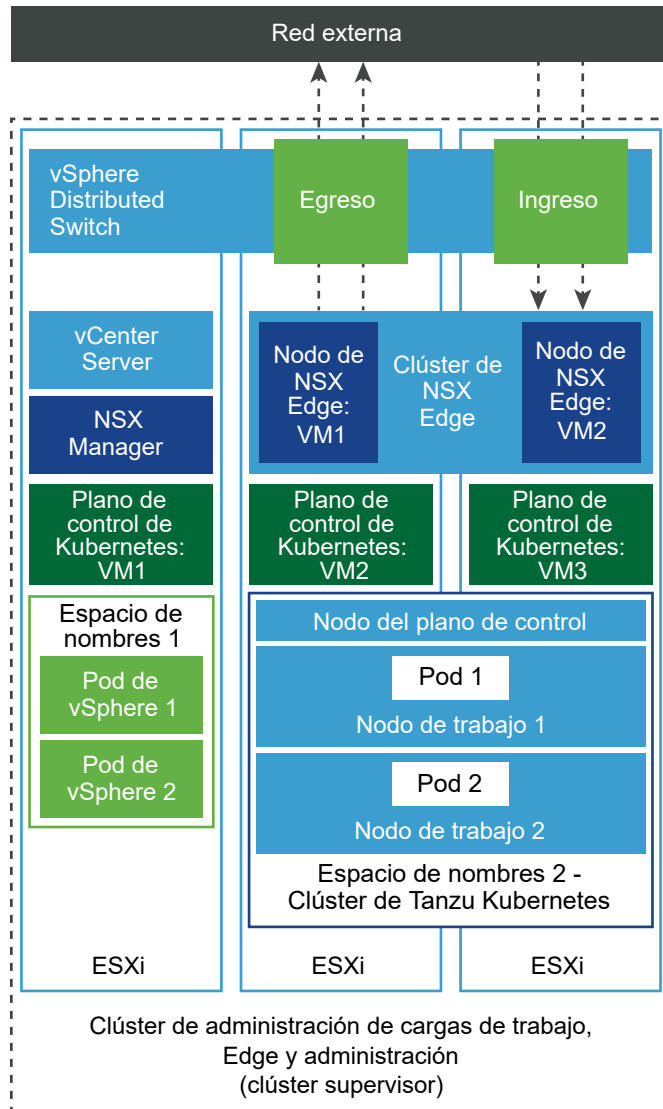 Red externa
vSphere
Distributed
Switch
Egreso
Ingreso
vCenter
Server
NSX
Manager
Nodo de
NSX
Edge:
VM1
Clúster de
NSX
Edge
Nodo de
NSX
Edge:
VM2
Plano de
control de
Kubernetes:
VM1
Plano de
control de
Kubernetes:
VM2
Plano de
control de
Kubernetes:
VM3
Espacio de
nombres 1
Pod de
vSphere 1
Pod de
vSphere 2
Nodo del plano de control
Pod 1
Nodo de trabajo 1
Pod 2
Nodo de trabajo 2
Espacio de nombres 2 -
Clúster de Tanzu Kubernetes
ESXi
ESXi
ESXi
Clúster de administración de cargas de trabajo,
Edge y administración
(clúster supervisor)